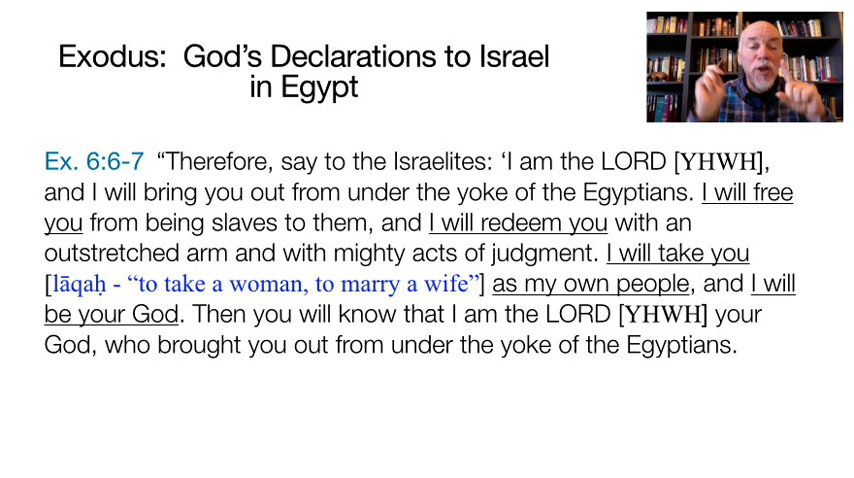 Exodus:  God’s Declarations to Israel
in Egypt
Ex. 6:6-7  “Therefore, say to the Israelites: ‘I am the LORD [YHWH],
and I will bring you out from under the yoke of the Egyptians. I will free
you from being slaves to them, and I will redeem you with an
outstretched arm and with mighty acts of judgment. I will take you
[lāqaḥ - “to take a woman, to marry a wife”] as my own people, and I will
be your God. Then you will know that I am the LORD [YHWH] your
God, who brought you out from under the yoke of the Egyptians.